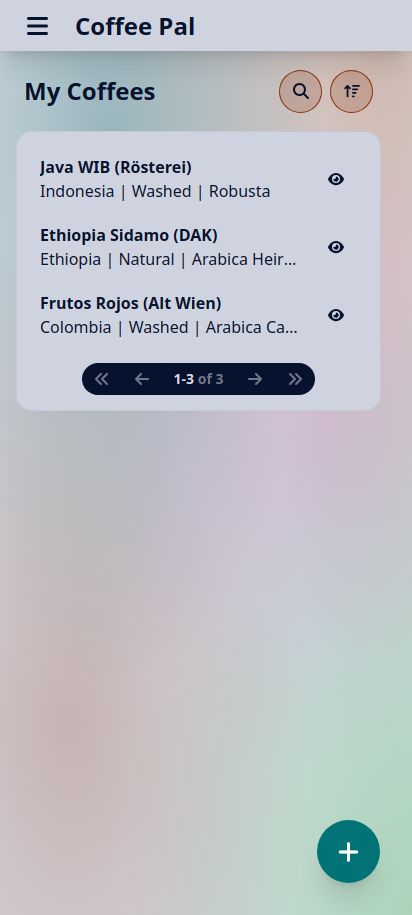 Coffee Pal
My Coffees
Java WIB (Rösterei)
Indonesia | Washed | Robusta
Ethiopia Sidamo (DAK)
Ethiopia | Natural | Arabica Heir...
Frutos Rojos (Alt Wien)
Colombia | Washed | Arabica Ca...
1-3 of 3